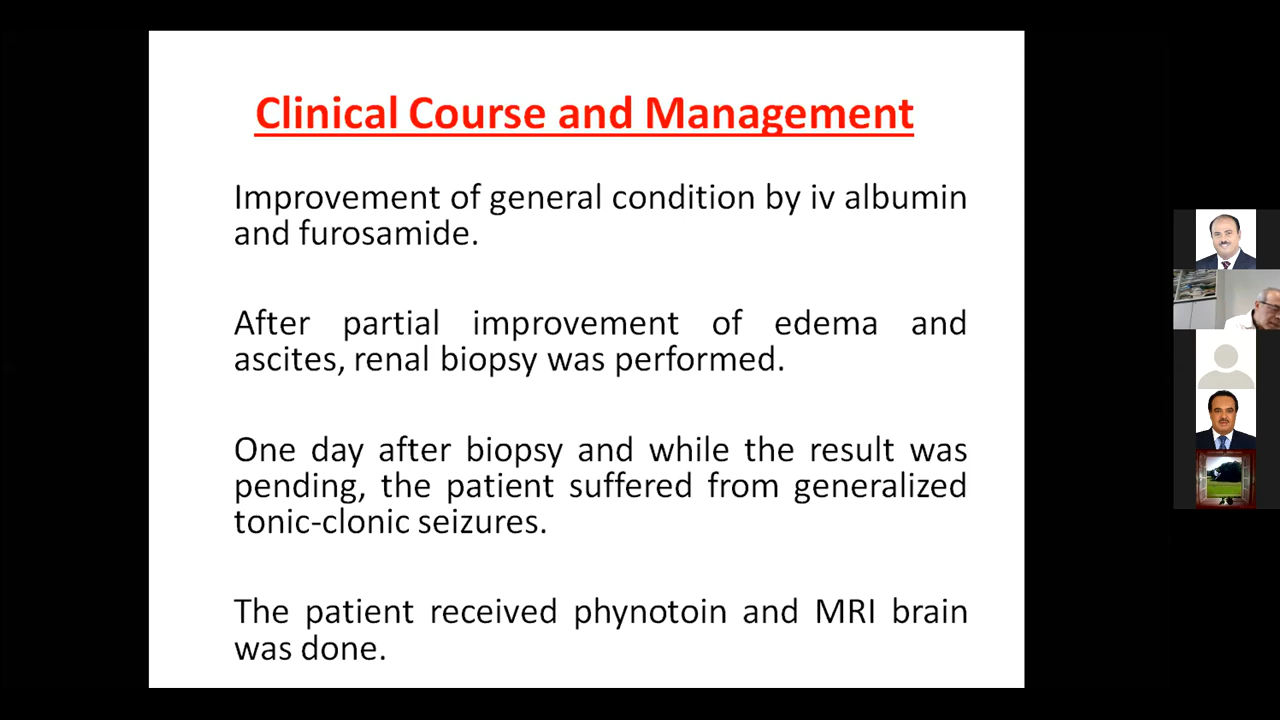 Clinical Course and Management
Improvement of general condition by iv albumin
and furosamide.
After partial improvement of edema and
ascites, renal biopsy was performed.
One day after biopsy and while the result was
pending, the patient suffered from generalized
tonic-clonic seizures.
The patient received phynotoin and MRI brain
was done.